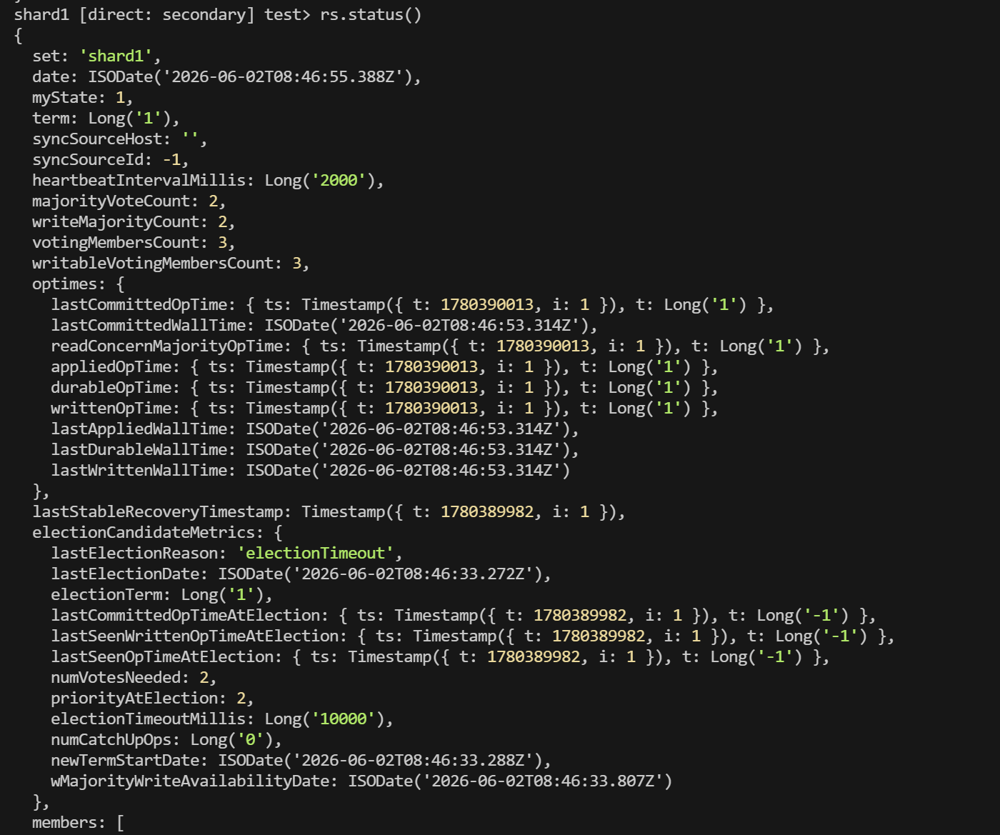 shard1 [direct: secondary] test> rs.status()
{
  set: 'shard1',
  date: ISODate('2026-06-02T08:46:55.388Z'),
  myState: 1,
  term: Long('1'),
  syncSourceHost: '',
  syncSourceId: -1,
  heartbeatIntervalMillis: Long('2000'),
  majorityVoteCount: 2,
  writeMajorityCount: 2,
  votingMembersCount: 3,
  writableVotingMembersCount: 3,
  optimes: {
    lastCommittedOpTime: { ts: Timestamp({ t: 1780390013, i: 1 }), t: Long('1') },
    lastCommittedWallTime: ISODate('2026-06-02T08:46:53.314Z'),
    readConcernMajorityOpTime: { ts: Timestamp({ t: 1780390013, i: 1 }), t: Long('1') },
    appliedOpTime: { ts: Timestamp({ t: 1780390013, i: 1 }), t: Long('1') },
    durableOpTime: { ts: Timestamp({ t: 1780390013, i: 1 }), t: Long('1') },
    writtenOpTime: { ts: Timestamp({ t: 1780390013, i: 1 }), t: Long('1') },
    lastAppliedWallTime: ISODate('2026-06-02T08:46:53.314Z'),
    lastDurableWallTime: ISODate('2026-06-02T08:46:53.314Z'),
    lastWrittenWallTime: ISODate('2026-06-02T08:46:53.314Z')
  },
  lastStableRecoveryTimestamp: Timestamp({ t: 1780389982, i: 1 }),
  electionCandidateMetrics: {
    lastElectionReason: 'electionTimeout',
    lastElectionDate: ISODate('2026-06-02T08:46:33.272Z'),
    electionTerm: Long('1'),
    lastCommittedOpTimeAtElection: { ts: Timestamp({ t: 1780389982, i: 1 }), t: Long('-1') },
    lastSeenWrittenOpTimeAtElection: { ts: Timestamp({ t: 1780389982, i: 1 }), t: Long('-1') },
    lastSeenOpTimeAtElection: { ts: Timestamp({ t: 1780389982, i: 1 }), t: Long('-1') },
    numVotesNeeded: 2,
    priorityAtElection: 2,
    electionTimeoutMillis: Long('10000'),
    numCatchUpOps: Long('0'),
    newTermStartDate: ISODate('2026-06-02T08:46:33.288Z'),
    wMajorityWriteAvailabilityDate: ISODate('2026-06-02T08:46:33.807Z')
  },
  members: [